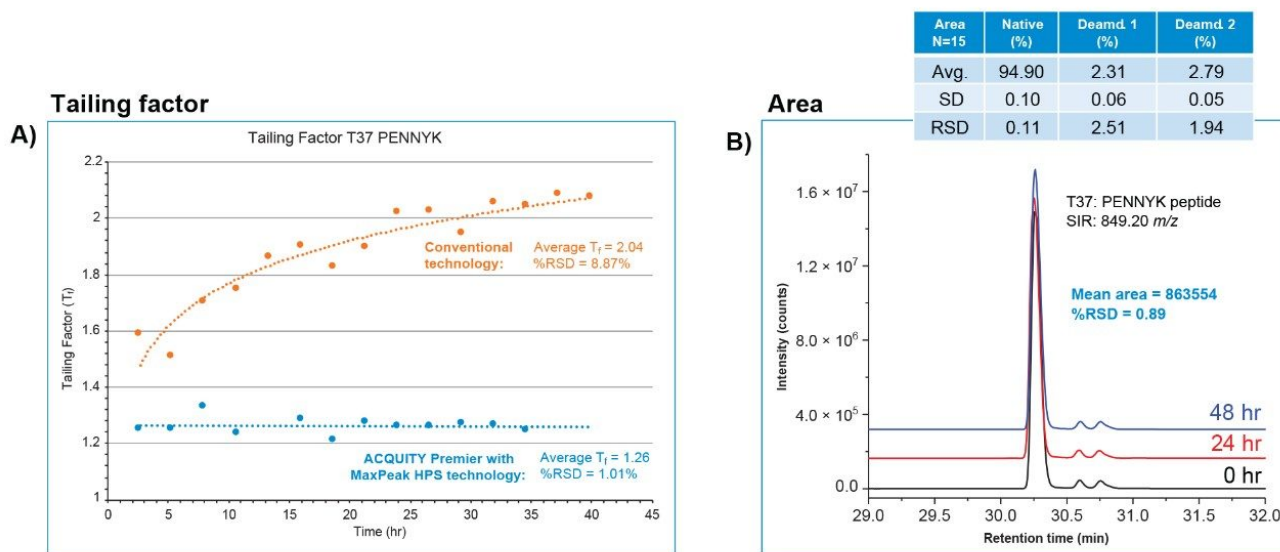 Tailing factor
A)
Tailing Factor T37 PENNYK
Tailing Factor (Tf)
2.2
2
1.8
1.6
1.4
1.2
1
Conventional technology:
Average Tf = 2.04
%RSD = 8.87%
ACQUITY Premier with
MaxPeak HPS technology:
Average Tf = 1.26
%RSD = 1.01%
0 5 10 15 20 25 30 35 40 45
Time (hr)
Area
B)
Area N=15 Native (%) Deamd. 1 (%) Deamd. 2 (%)
Avg. 94.90 2.31 2.79
SD 0.10 0.06 0.05
RSD 0.11 2.51 1.94
Intensity (counts)
1.6 × 10⁷
1.2 × 10⁷
8.0 × 10⁶
4.0 × 10⁵
0.0
T37: PENNYK peptide
SIR: 849.20 m/z
Mean area = 863554
%RSD = 0.89
48 hr
24 hr
0 hr
29.0 29.5 30.0 30.5 31.0 31.5 32.0
Retention time (min)